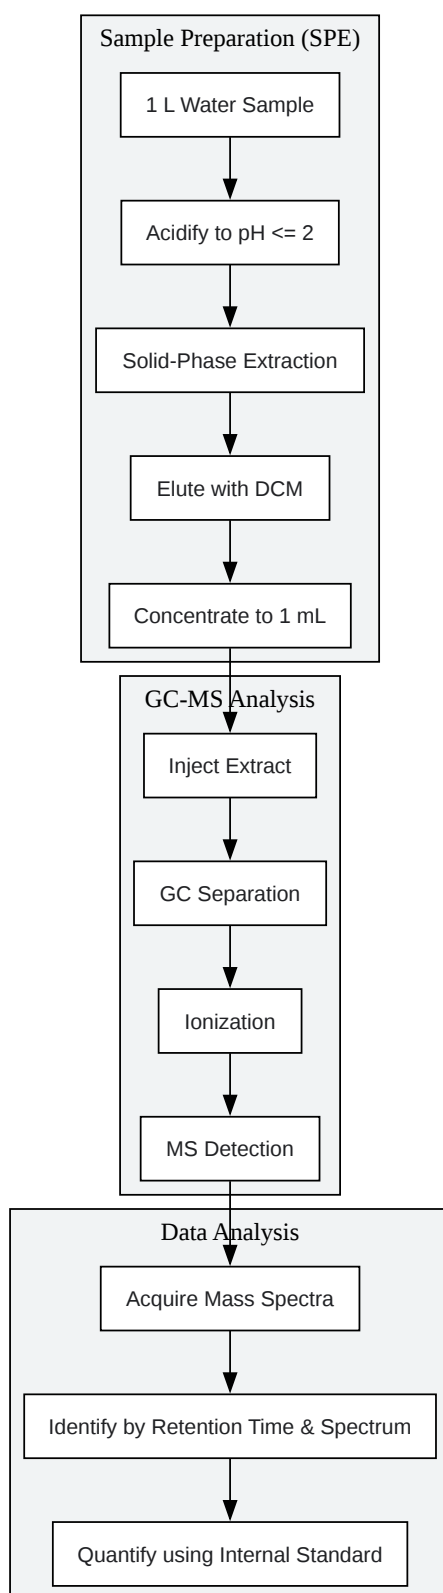 Sample Preparation (SPE)
1 L Water Sample
Acidify to pH <= 2
Solid-Phase Extraction
Elute with DCM
Concentrate to 1 mL
GC-MS Analysis
Inject Extract
GC Separation
Ionization
MS Detection
Data Analysis
Acquire Mass Spectra
Identify by Retention Time & Spectrum
Quantify using Internal Standard